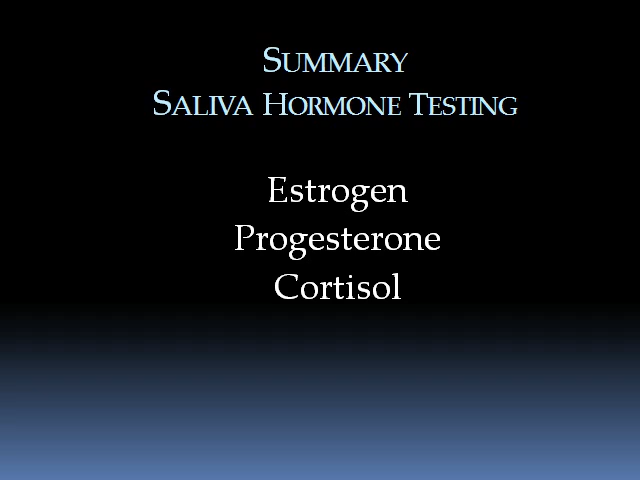 SUMMARY
SALIVA HORMONE TESTING
Estrogen
Progesterone
Cortisol